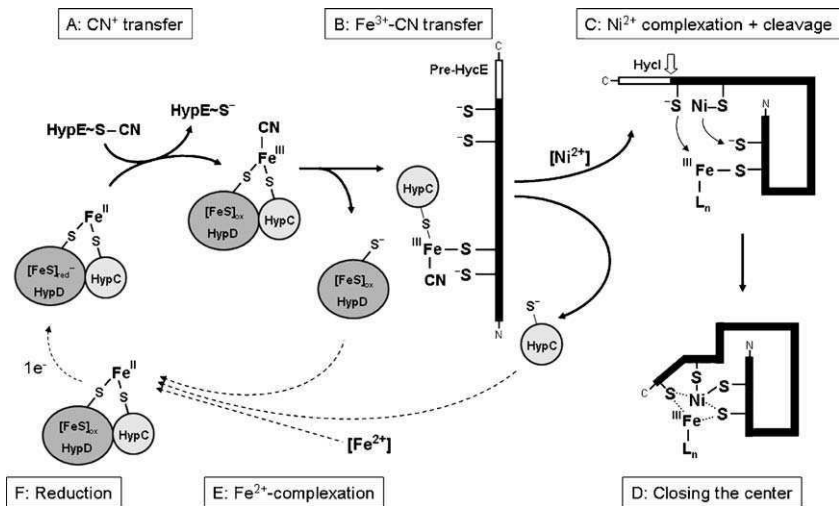 A: CN⁺ transfer
B: Fe³⁺-CN transfer
C: Ni²⁺ complexation + cleavage
HypE~S–CN
HypE~S⁻
CN
Fe^III
S
S
[FeS]ox
HypD
HypC
Fe^II
S
S
[FeS]red⁻
HypD
HypC
S⁻
[FeS]ox
HypD
C
Pre-HycE
⁻S
⁻S
HypC
S
III
Fe
S
CN
⁻S
S
N
[Ni²⁺]
S⁻
HypC
HycI
C
⁻S
Ni–S
N
⁻S
III
Fe
S
Ln
1e⁻
Fe^II
S
S
[FeS]ox
HypD
HypC
[Fe²⁺]
N
S
C
S
Ni
S
III
Fe
S
Ln
F: Reduction
E: Fe²⁺-complexation
D: Closing the center